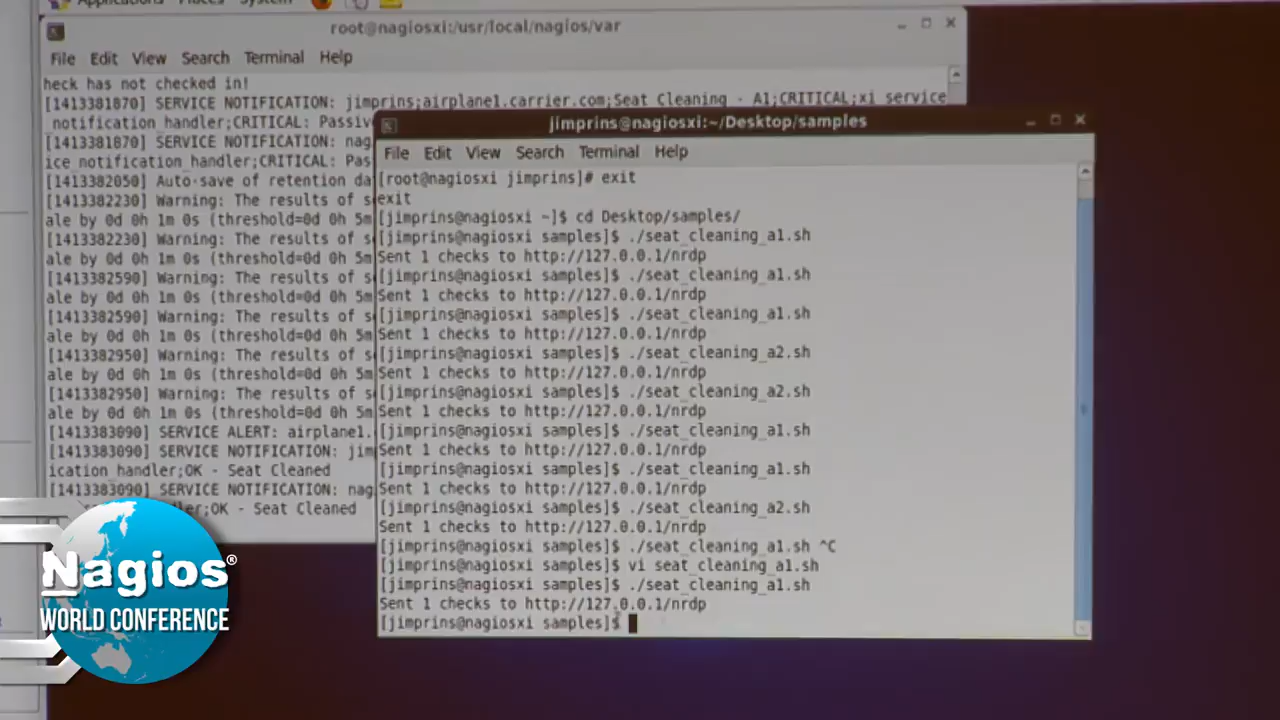 Applications Places System
root@nagiosxi:/usr/local/nagios/var
File Edit View Search Terminal Help
heck has not checked in!
[1413381870] SERVICE NOTIFICATION: jimprins;airplane1.carrier.com;Seat Cleaning - A1;CRITICAL;xi_service
_notification_handler;CRITICAL: Passiv
[1413381870] SERVICE NOTIFICATION: nag
ice_notification_handler;CRITICAL: Pas
[1413382050] Auto-save of retention da
[1413382230] Warning: The results of s
ale by 0d 0h 1m 0s (threshold=0d 0h 5m
[1413382230] Warning: The results of s
ale by 0d 0h 1m 0s (threshold=0d 0h 5m
[1413382590] Warning: The results of s
ale by 0d 0h 1m 0s (threshold=0d 0h 5m
[1413382590] Warning: The results of s
ale by 0d 0h 1m 0s (threshold=0d 0h 5m
[1413382950] Warning: The results of s
ale by 0d 0h 1m 0s (threshold=0d 0h 5m
[1413382950] Warning: The results of s
ale by 0d 0h 1m 0s (threshold=0d 0h 5m
[1413383090] SERVICE ALERT: airplane1.
[1413383090] SERVICE NOTIFICATION: jim
ication_handler;OK - Seat Cleaned
[1413383090] SERVICE NOTIFICATION: nag
ler;OK - Seat Cleaned
jimprins@nagiosxi:~/Desktop/samples
File Edit View Search Terminal Help
[root@nagiosxi jimprins]# exit
exit
[jimprins@nagiosxi ~]$ cd Desktop/samples/
[jimprins@nagiosxi samples]$ ./seat_cleaning_a1.sh
Sent 1 checks to http://127.0.0.1/nrdp
[jimprins@nagiosxi samples]$ ./seat_cleaning_a1.sh
Sent 1 checks to http://127.0.0.1/nrdp
[jimprins@nagiosxi samples]$ ./seat_cleaning_a1.sh
Sent 1 checks to http://127.0.0.1/nrdp
[jimprins@nagiosxi samples]$ ./seat_cleaning_a2.sh
Sent 1 checks to http://127.0.0.1/nrdp
[jimprins@nagiosxi samples]$ ./seat_cleaning_a2.sh
Sent 1 checks to http://127.0.0.1/nrdp
[jimprins@nagiosxi samples]$ ./seat_cleaning_a1.sh
Sent 1 checks to http://127.0.0.1/nrdp
[jimprins@nagiosxi samples]$ ./seat_cleaning_a1.sh
Sent 1 checks to http://127.0.0.1/nrdp
[jimprins@nagiosxi samples]$ ./seat_cleaning_a2.sh
Sent 1 checks to http://127.0.0.1/nrdp
[jimprins@nagiosxi samples]$ ./seat_cleaning_a1.sh ^C
[jimprins@nagiosxi samples]$ vi seat_cleaning_a1.sh
[jimprins@nagiosxi samples]$ ./seat_cleaning_a1.sh
Sent 1 checks to http://127.0.0.1/nrdp
[jimprins@nagiosxi samples]$
Nagios®
WORLD CONFERENCE